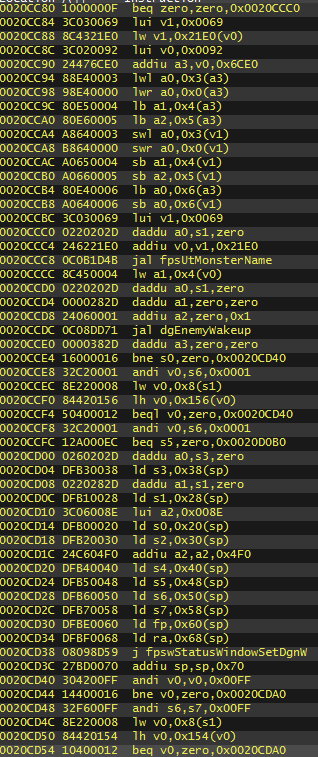 0020CC80 1000000F beq zero,zero,0x0020CCC0
0020CC84 3C030069 lui v1,0x0069
0020CC88 8C4321E0 lw v1,0x21E0(v0)
0020CC8C 3C020092 lui v0,0x0092
0020CC90 24476CE0 addiu a3,v0,0x6CE0
0020CC94 88E40003 lwl a0,0x3(a3)
0020CC98 98E40000 lwr a0,0x0(a3)
0020CC9C 80E50004 lb a1,0x4(a3)
0020CCA0 80E60005 lb a2,0x5(a3)
0020CCA4 A8640003 swl a0,0x3(v1)
0020CCA8 B8640000 swr a0,0x0(v1)
0020CCAC A0650004 sb a1,0x4(v1)
0020CCB0 A0660005 sb a2,0x5(v1)
0020CCB4 80E40006 lb a0,0x6(a3)
0020CCB8 A0640006 sb a0,0x6(v1)
0020CCBC 3C030069 lui v1,0x0069
0020CCC0 0220202D daddu a0,s1,zero
0020CCC4 246221E0 addiu v0,v1,0x21E0
0020CCC8 0C0B1D4B jal fpsUtMonsterName
0020CCCC 8C450004 lw a1,0x4(v0)
0020CCD0 0220202D daddu a0,s1,zero
0020CCD4 0000282D daddu a1,zero,zero
0020CCD8 24060001 addiu a2,zero,0x1
0020CCDC 0C08DD71 jal dgEnemyWakeup
0020CCE0 0000382D daddu a3,zero,zero
0020CCE4 16000016 bne s0,zero,0x0020CD40
0020CCE8 32C20001 andi v0,s6,0x0001
0020CCEC 8E220008 lw v0,0x8(s1)
0020CCF0 84420156 lh v0,0x156(v0)
0020CCF4 50400012 beql v0,zero,0x0020CD40
0020CCF8 32C20001 andi v0,s6,0x0001
0020CCFC 12A000EC beq s5,zero,0x0020D0B0
0020CD00 0260202D daddu a0,s3,zero
0020CD04 DFB30038 ld s3,0x38(sp)
0020CD08 0220282D daddu a1,s1,zero
0020CD0C DFB10028 ld s1,0x28(sp)
0020CD10 3C06008E lui a2,0x008E
0020CD14 DFB00020 ld s0,0x20(sp)
0020CD18 DFB20030 ld s2,0x30(sp)
0020CD1C 24C604F0 addiu a2,a2,0x4F0
0020CD20 DFB40040 ld s4,0x40(sp)
0020CD24 DFB50048 ld s5,0x48(sp)
0020CD28 DFB60050 ld s6,0x50(sp)
0020CD2C DFB70058 ld s7,0x58(sp)
0020CD30 DFBE0060 ld fp,0x60(sp)
0020CD34 DFBF0068 ld ra,0x68(sp)
0020CD38 08098D59 j fpswStatusWindowSetDgnW
0020CD3C 27BD0070 addiu sp,sp,0x70
0020CD40 304200FF andi v0,v0,0x00FF
0020CD44 14400016 bne v0,zero,0x0020CDA0
0020CD48 32F600FF andi s6,s7,0x00FF
0020CD4C 8E220008 lw v0,0x8(s1)
0020CD50 84420154 lh v0,0x154(v0)
0020CD54 10400012 beq v0,zero,0x0020CDA0